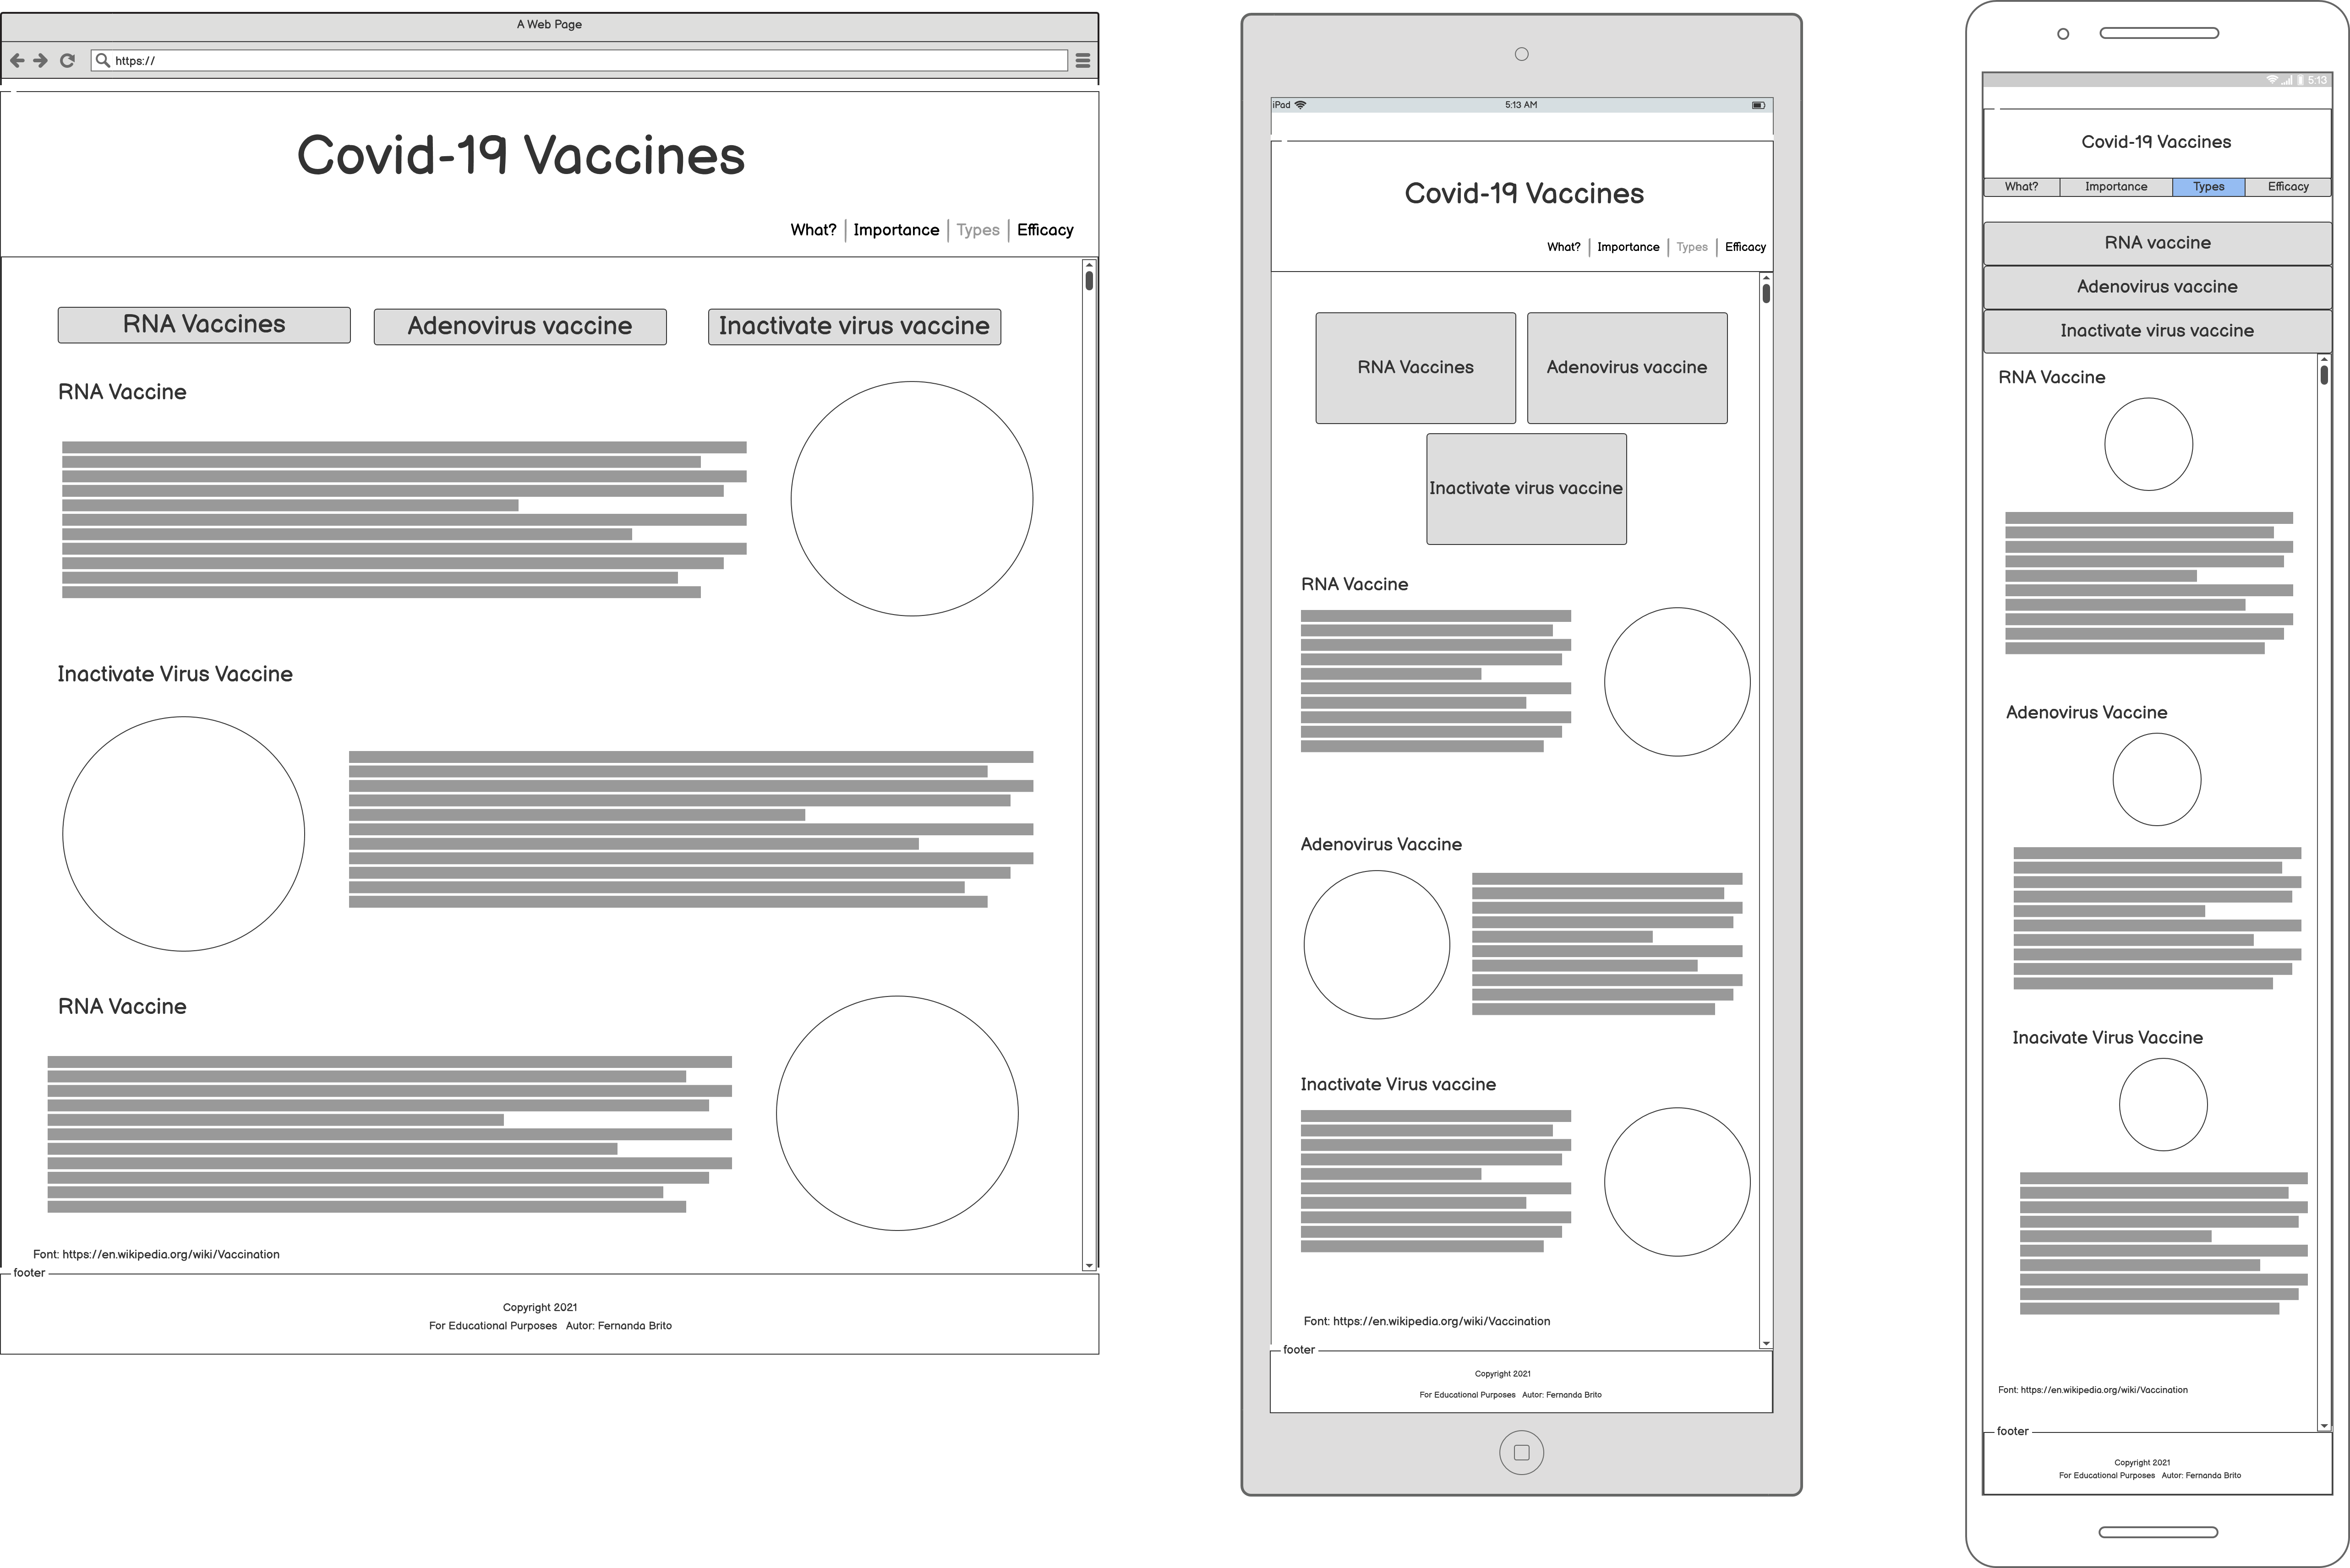 A Web Page
https://
Covid-19 Vaccines
What? Importance Types Efficacy
RNA Vaccines Adenovirus vaccine Inactivate virus vaccine
RNA Vaccine
Inactivate Virus Vaccine
RNA Vaccine
Font: https://en.wikipedia.org/wiki/Vaccination
footer
Copyright 2021
For Educational Purposes Autor: Fernanda Brito
iPad 5:13 AM
Covid-19 Vaccines
What? Importance Types Efficacy
RNA Vaccines Adenovirus vaccine
Inactivate virus vaccine
RNA Vaccine
Adenovirus Vaccine
Inactivate Virus vaccine
Font: https://en.wikipedia.org/wiki/Vaccination
footer
Copyright 2021
For Educational Purposes Autor: Fernanda Brito
5:13
Covid-19 Vaccines
What? Importance Types Efficacy
RNA vaccine
Adenovirus vaccine
Inactivate virus vaccine
RNA Vaccine
Adenovirus Vaccine
Inacivate Virus Vaccine
Font: https://en.wikipedia.org/wiki/Vaccination
footer
Copyright 2021
For Educational Purposes Autor: Fernanda Brito